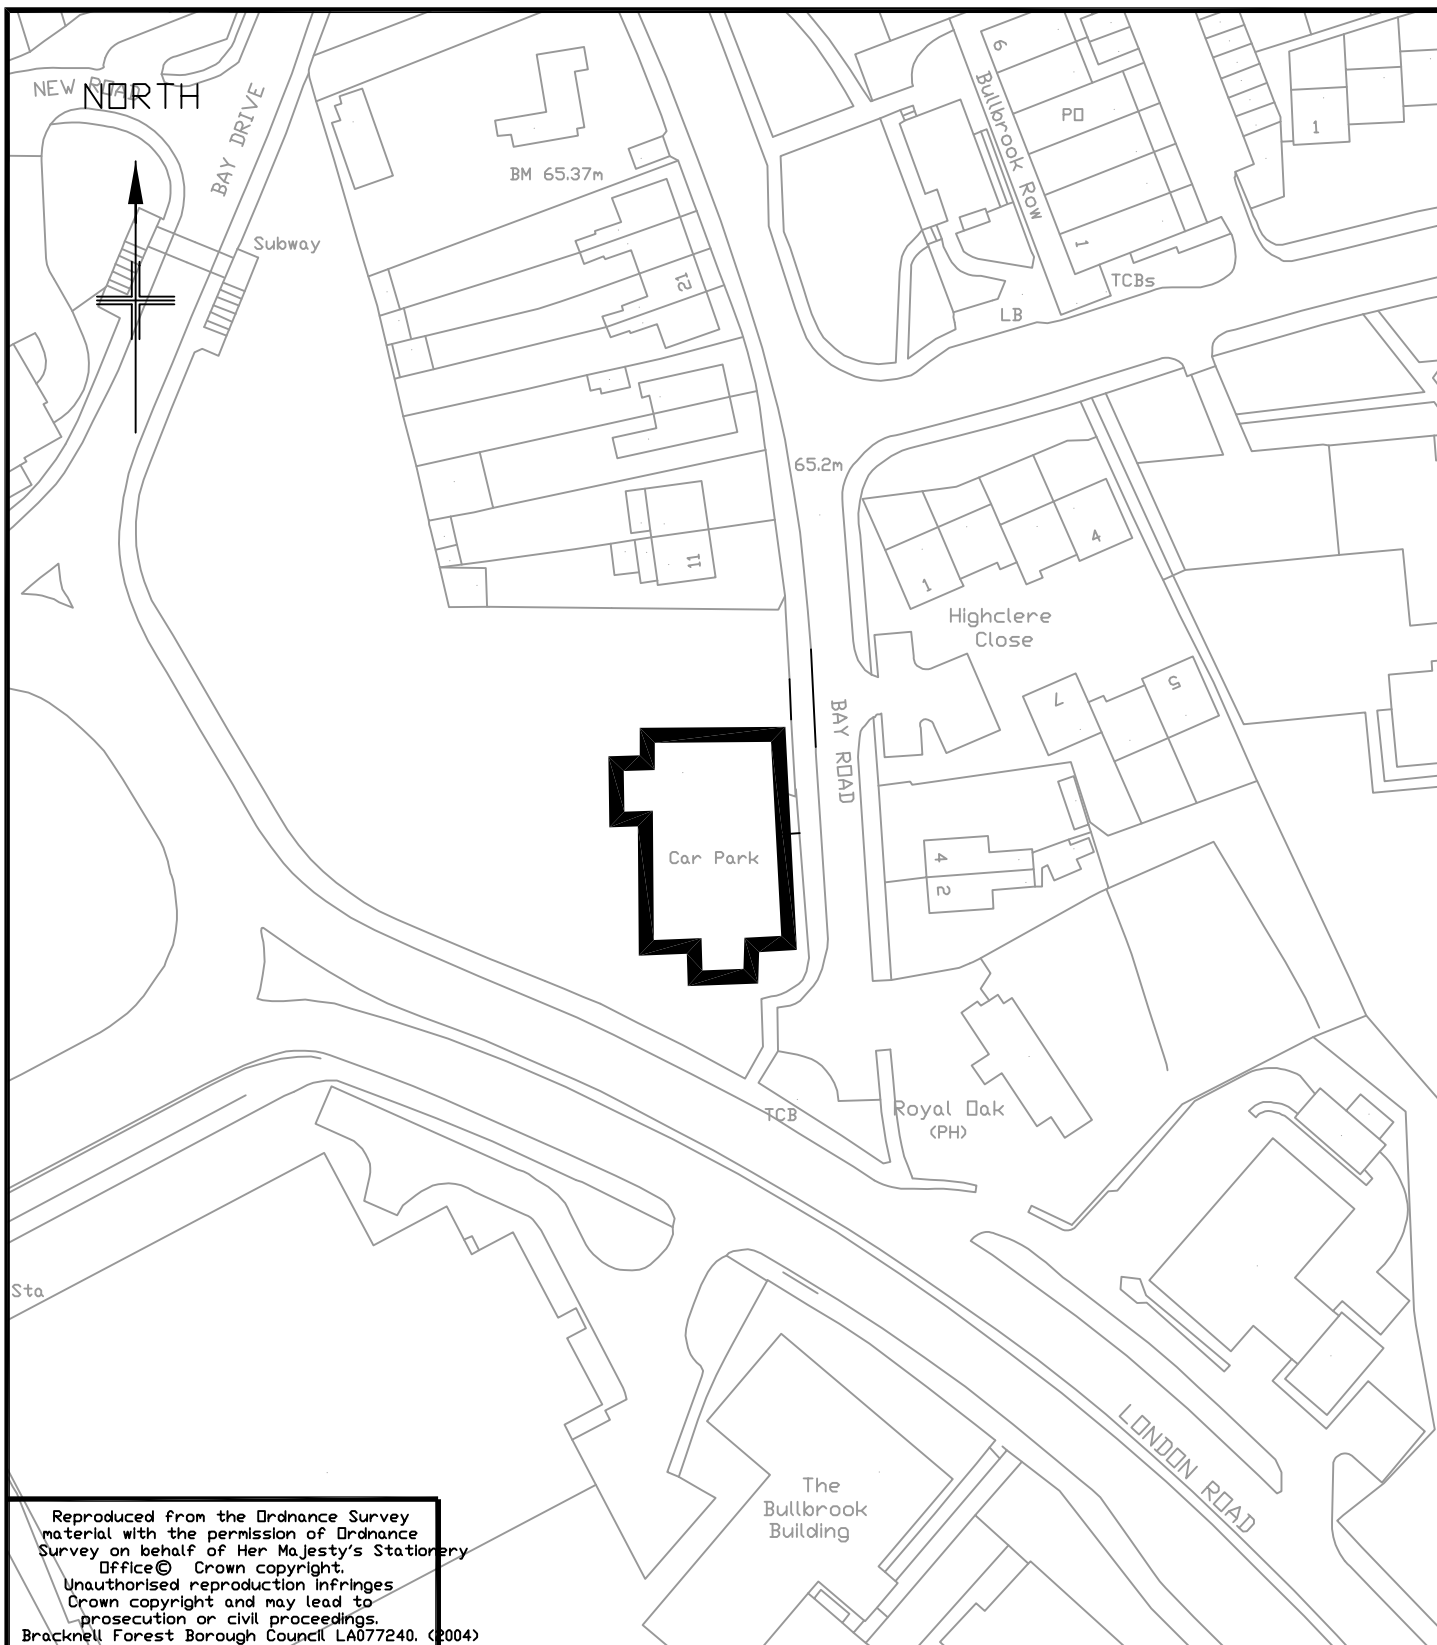 NEW ROAD
NORTH
BAY DRIVE
Subway
BM 65.37m
Bullbrook Row
6
PO
1
1
TCBs
LB
21
65.2m
11
1
4
Highclere
Close
7
5
BAY ROAD
Car Park
4
2
TCB
Royal Oak
(PH)
Sta
LONDON ROAD
The
Bullbrook
Building
Reproduced from the Ordnance Survey
material with the permission of Ordnance
Survey on behalf of Her Majesty's Stationery
Office© Crown copyright.
Unauthorised reproduction infringes
Crown copyright and may lead to
prosecution or civil proceedings.
Bracknell Forest Borough Council LA077240. (2004)